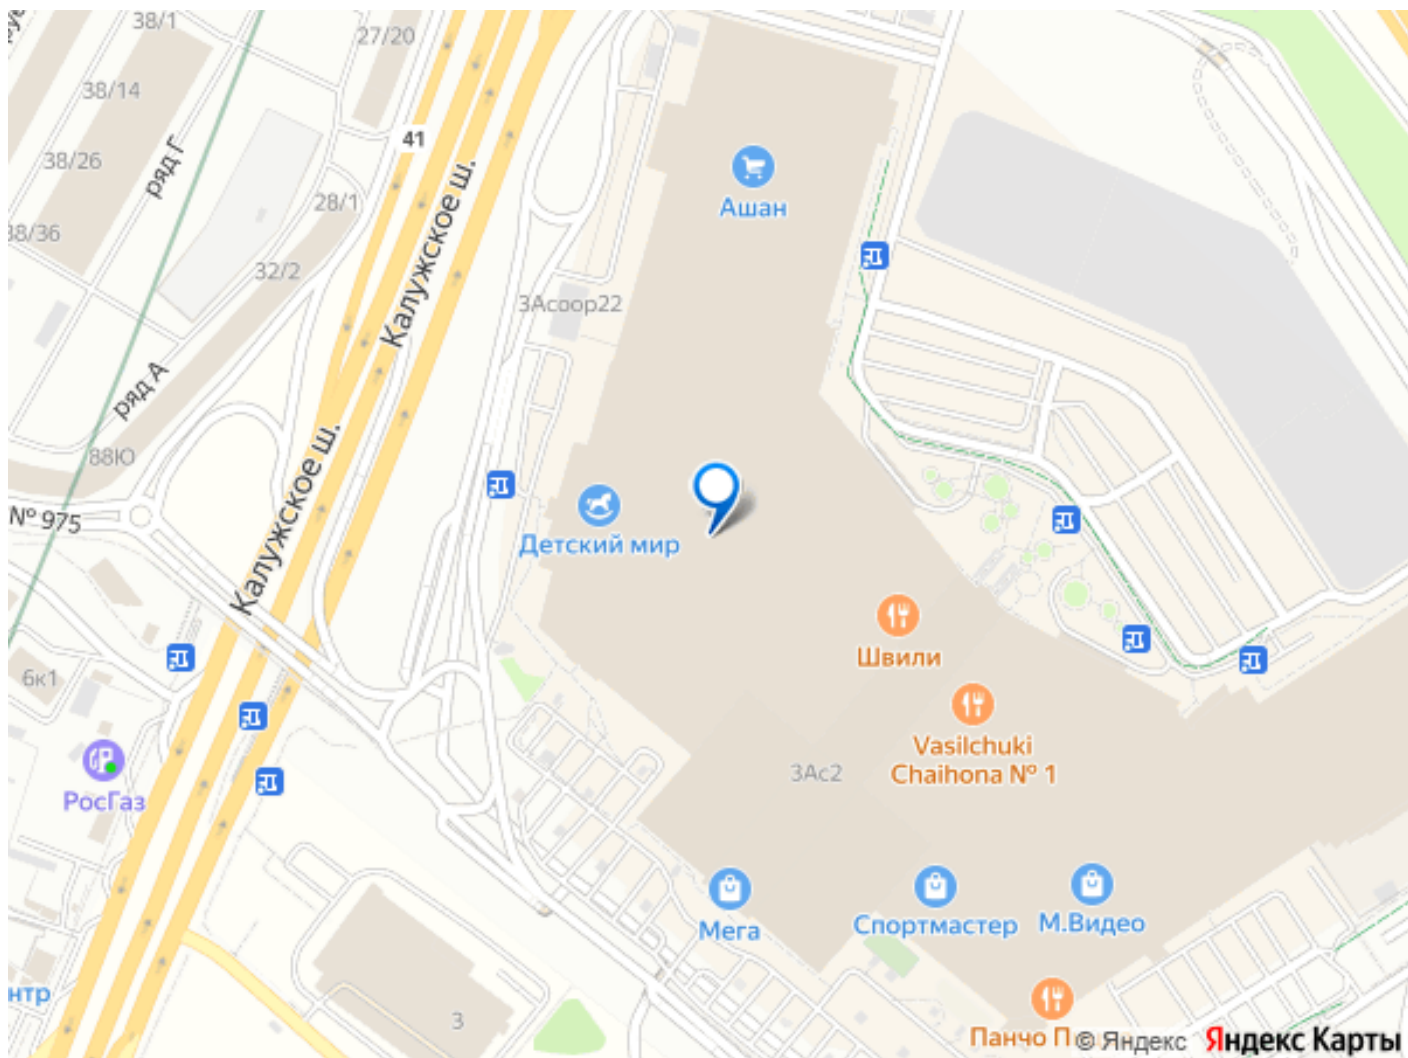 38/1
27/20
38/14
41
38/26
ряд Г
Калужское ш.
Ашан
28/1
38/36
32/2
3Асоор22
ряд А
88Ю
Калужское ш.
№ 975
Детский мир
Швили
6к1
Vasilchuki
Chaihona № 1
3Ас2
РосГаз
Мега
Спортмастер
М.Видео
нтр
3
Панчо П
© Яндекс
Яндекс Карты